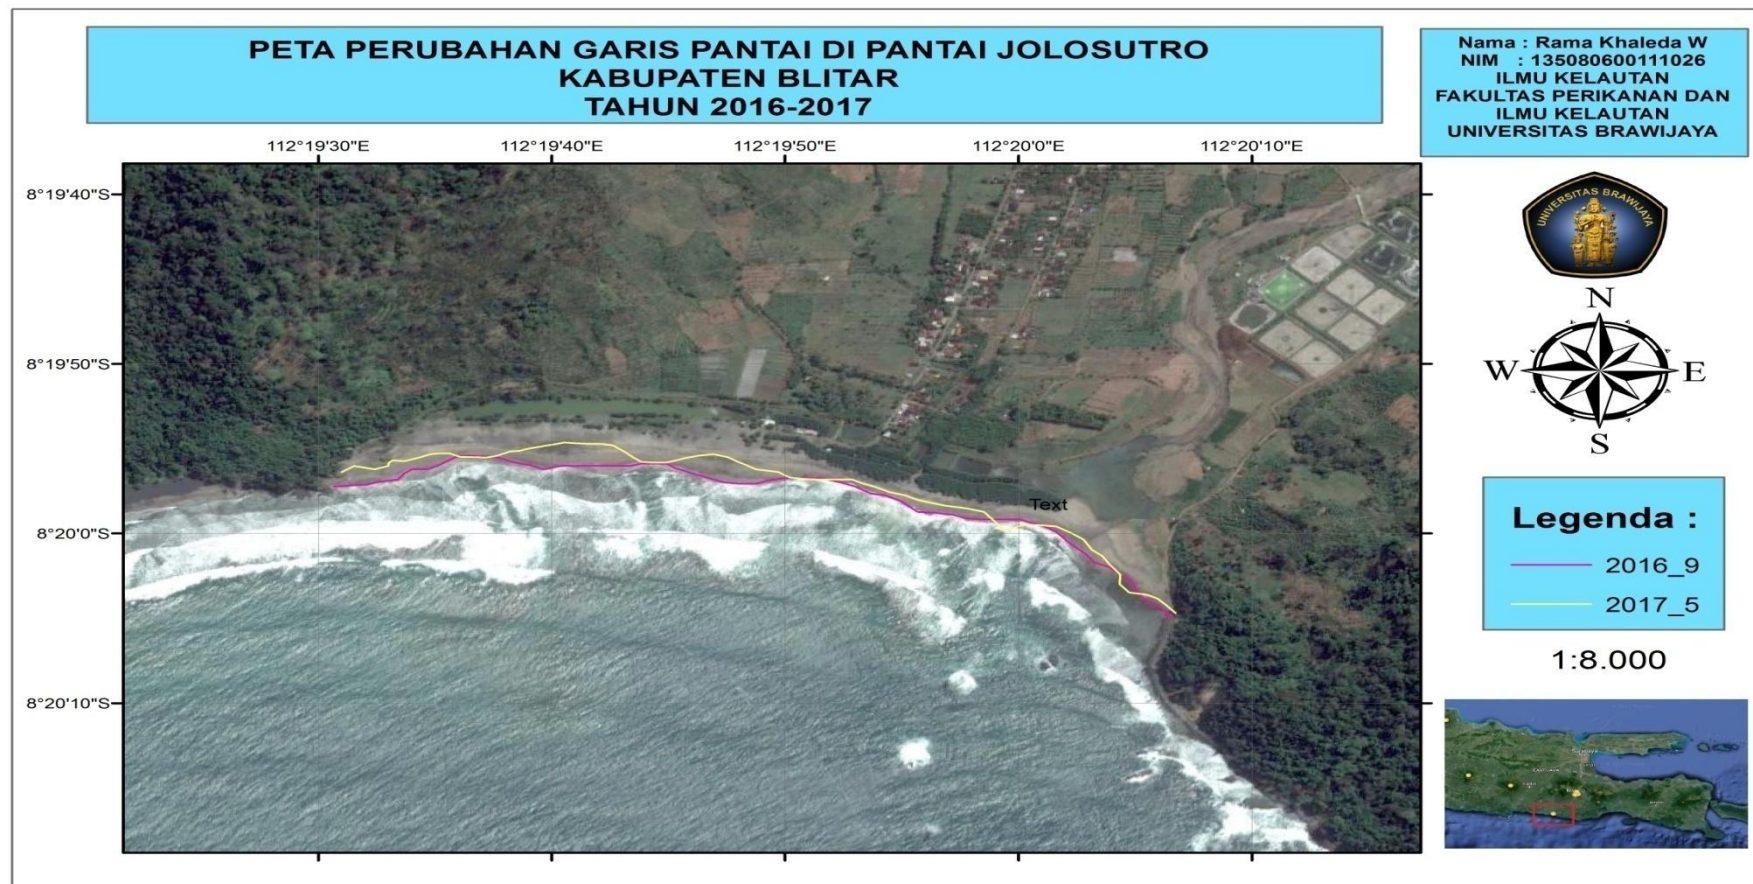 PETA PERUBAHAN GARIS PANTAI DI PANTAI JOLOSUTRO
KABUPATEN BLITAR
TAHUN 2016-2017
Nama : Rama Khaleda W
NIM : 135080600111026
ILMU KELAUTAN
FAKULTAS PERIKANAN DAN
ILMU KELAUTAN
UNIVERSITAS BRAWIJAYA
112°19'30"E 112°19'40"E 112°19'50"E 112°20'0"E 112°20'10"E
8°19'40"S
8°19'50"S
8°20'0"S
8°20'10"S
Text
UNIVERSITAS BRAWIJAYA
N
W E
S
Legenda :
2016_9
2017_5
1:8.000